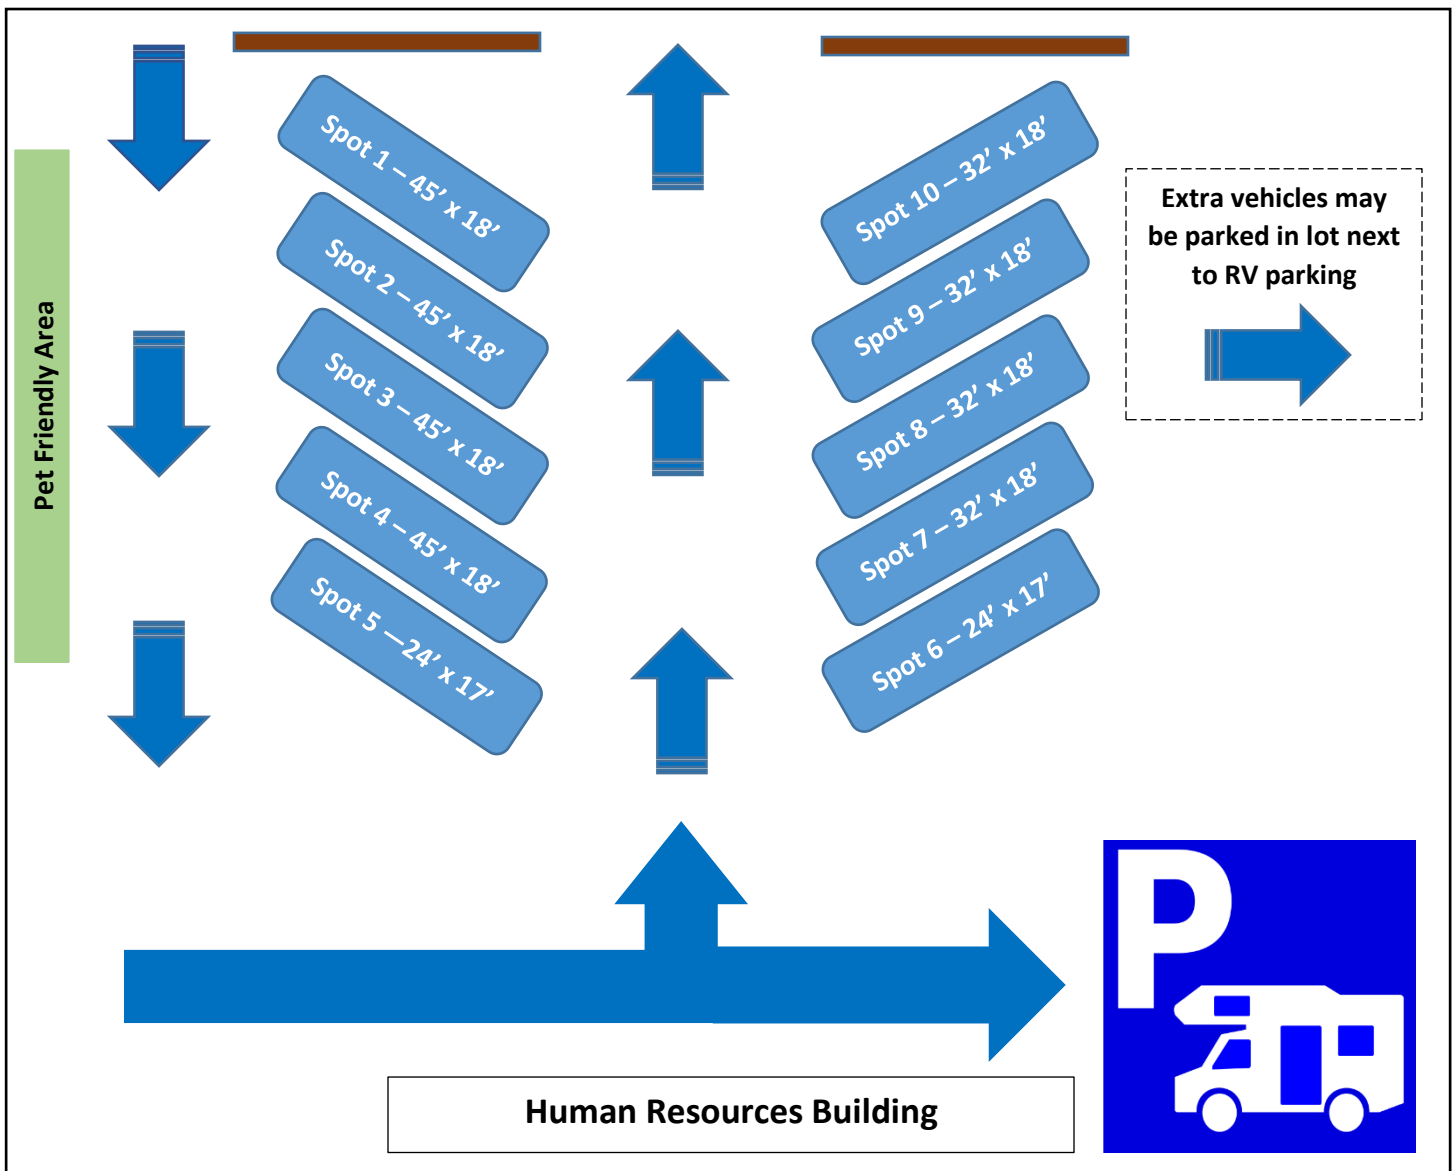 Spot 1 – 45’ x 18’
Spot 2 – 45’ x 18’
Spot 3 – 45’ x 18’
Spot 4 – 45’ x 18’
Spot 5 —24’ x 17’
Spot 10 – 32’ x 18’
Spot 9 – 32’ x 18’
Spot 8 – 32’ x 18’
Spot 7 – 32’ x 18’
Spot 6 – 24’ x 17’
Pet Friendly Area
Extra vehicles may
be parked in lot next
to RV parking
P
Human Resources Building